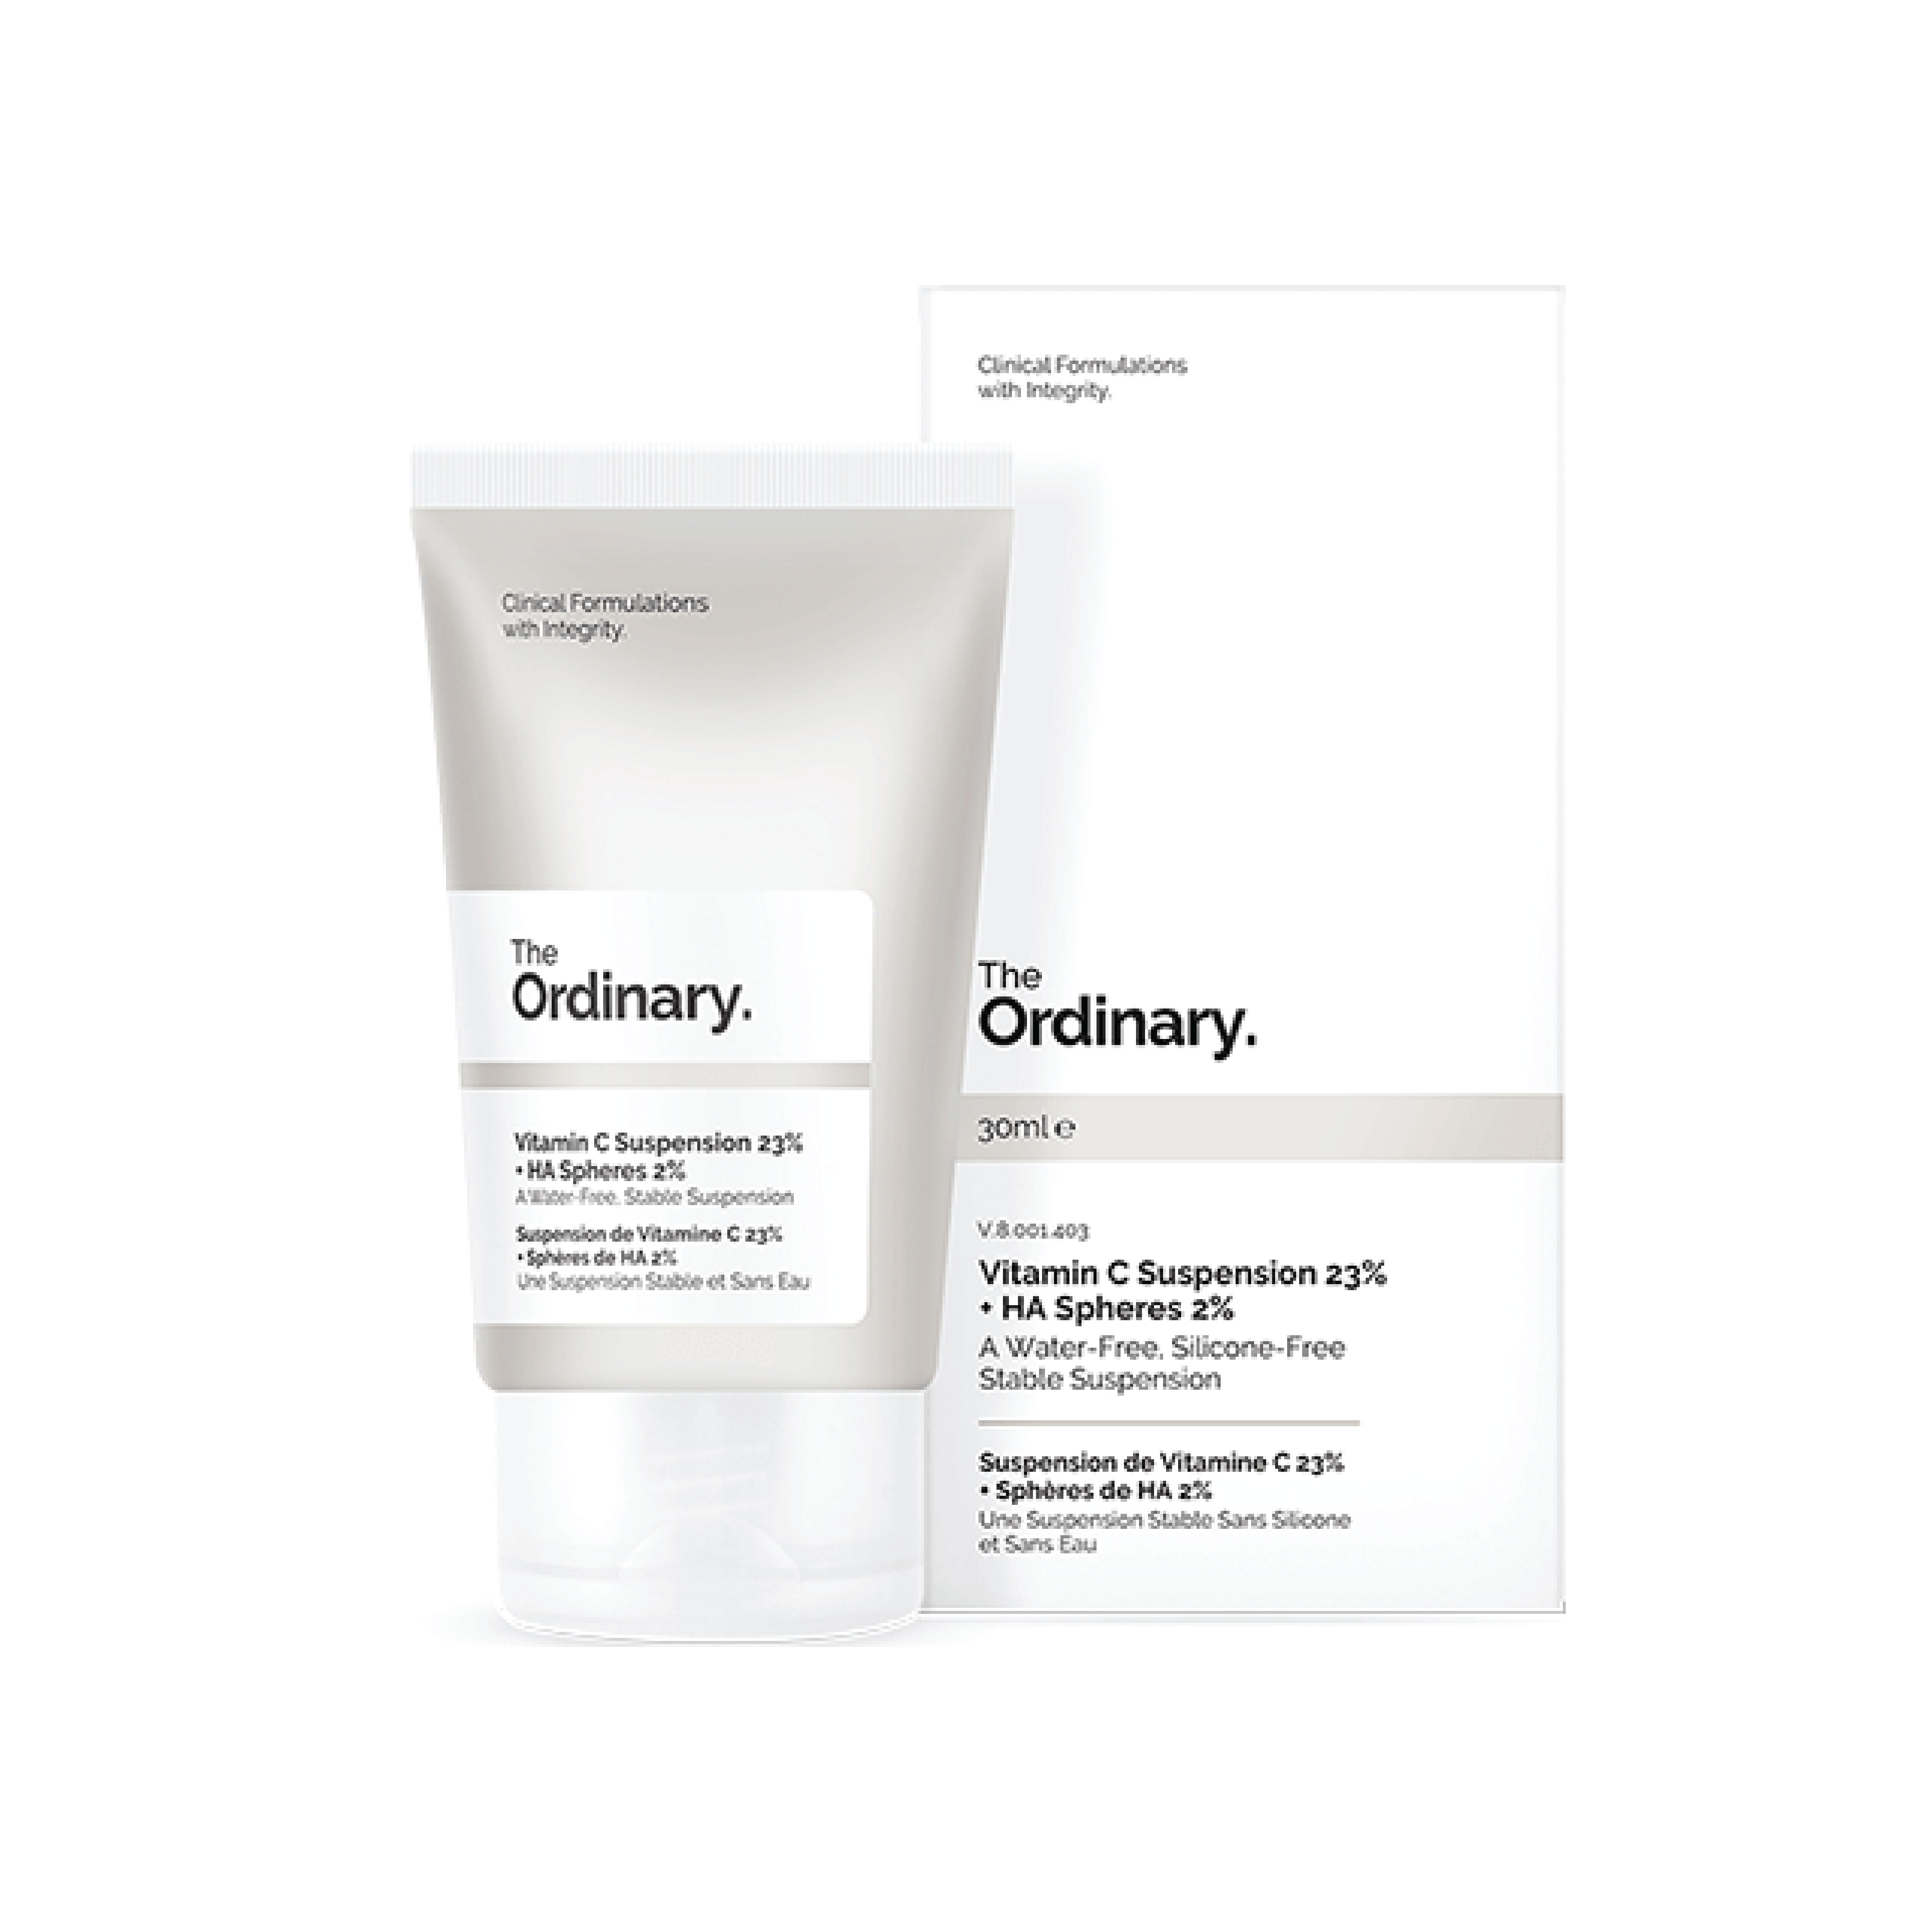 Clinical Formulations
with Integrity.
The
Ordinary.
Vitamin C Suspension 23%
+ HA Spheres 2%
A Water-Free, Stable Suspension
Suspension de Vitamine C 23%
+ Sphères de HA 2%
Une Suspension Stable et Sans Eau
Clinical Formulations
with Integrity.
The
Ordinary.
30ml e
V.8.001.403
Vitamin C Suspension 23%
+ HA Spheres 2%
A Water-Free, Silicone-Free
Stable Suspension
Suspension de Vitamine C 23%
+ Sphères de HA 2%
Une Suspension Stable Sans Silicone
et Sans Eau